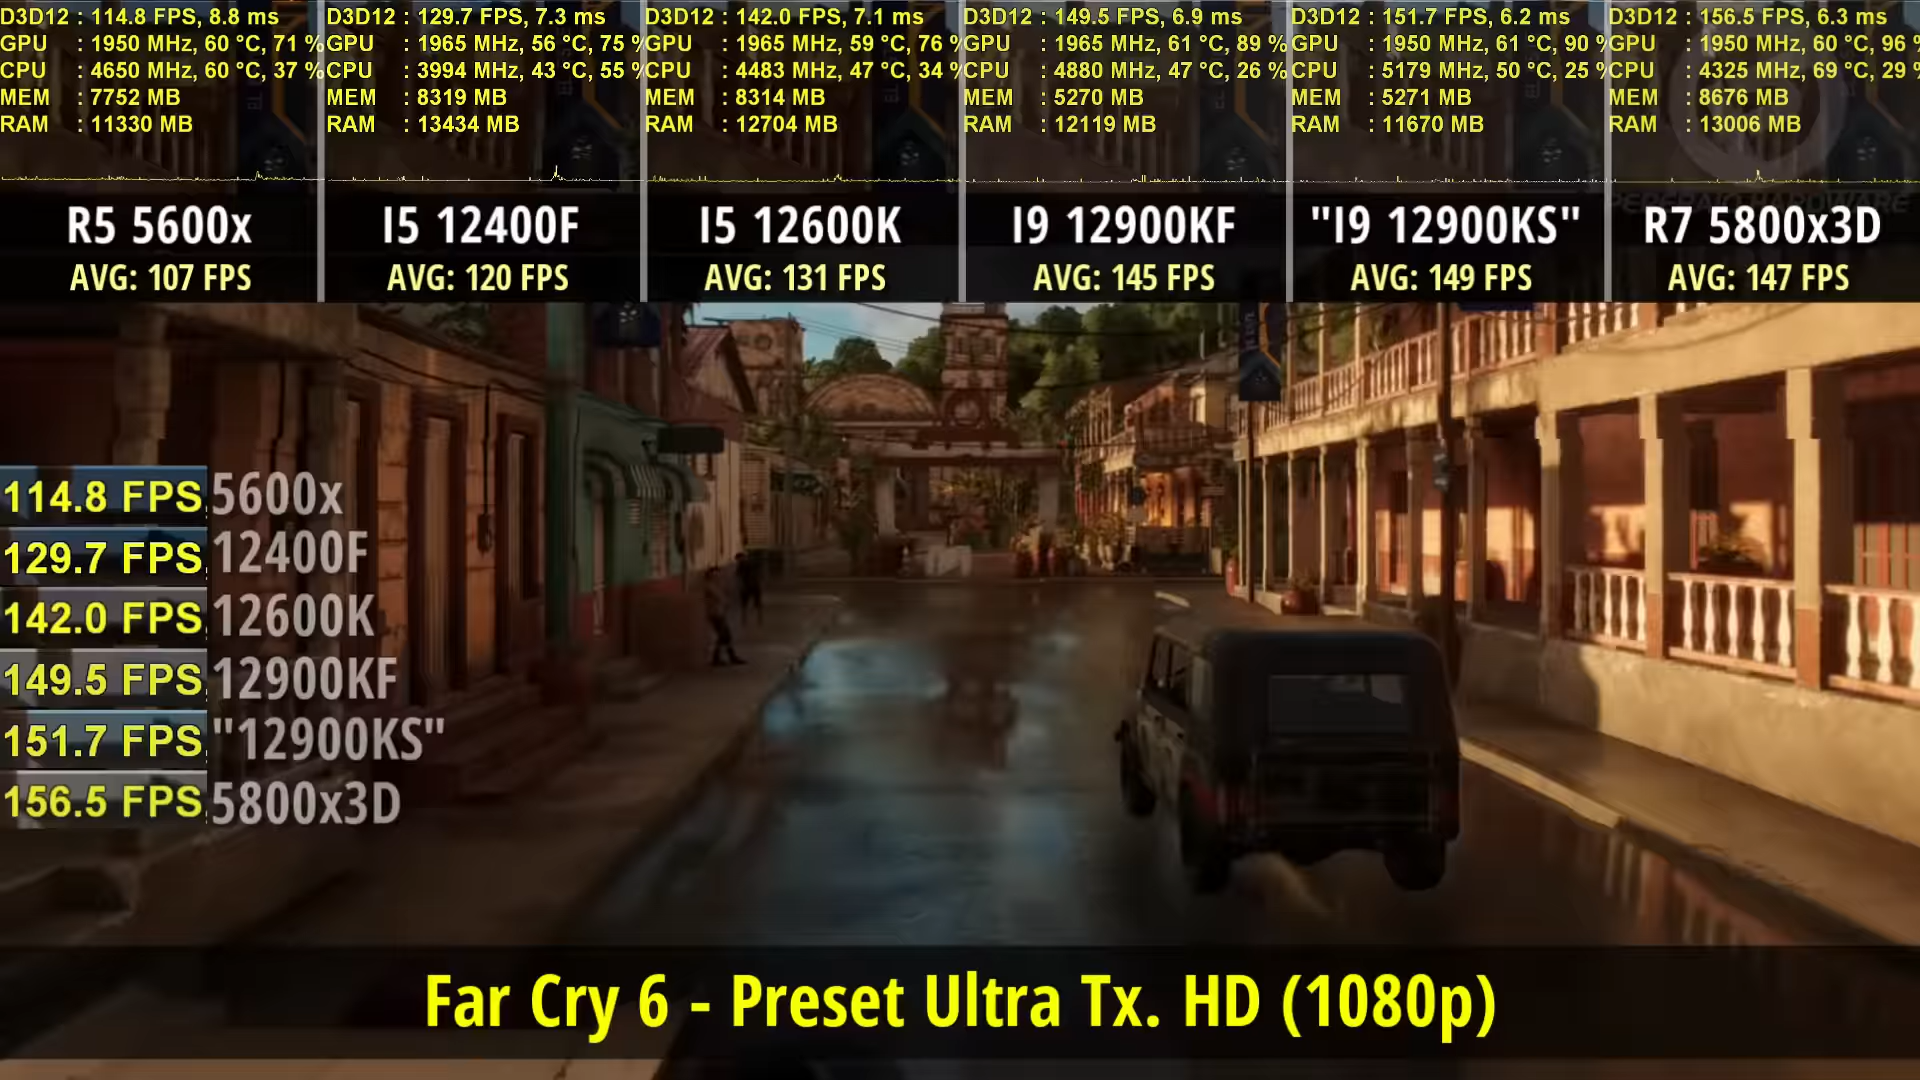 D3D12 : 114.8 FPS, 8.8 ms
GPU : 1950 MHz, 60 °C, 71 %
CPU : 4650 MHz, 60 °C, 37 %
MEM : 7752 MB
RAM : 11330 MB
R5 5600x
AVG: 107 FPS
D3D12 : 129.7 FPS, 7.3 ms
GPU : 1965 MHz, 56 °C, 75 %
CPU : 3994 MHz, 43 °C, 55 %
MEM : 8319 MB
RAM : 13434 MB
I5 12400F
AVG: 120 FPS
D3D12 : 142.0 FPS, 7.1 ms
GPU : 1965 MHz, 59 °C, 76 %
CPU : 4483 MHz, 47 °C, 34 %
MEM : 8314 MB
RAM : 12704 MB
I5 12600K
AVG: 131 FPS
D3D12 : 149.5 FPS, 6.9 ms
GPU : 1965 MHz, 61 °C, 89 %
CPU : 4880 MHz, 47 °C, 26 %
MEM : 5270 MB
RAM : 12119 MB
I9 12900KF
AVG: 145 FPS
D3D12 : 151.7 FPS, 6.2 ms
GPU : 1950 MHz, 61 °C, 90 %
CPU : 5179 MHz, 50 °C, 25 %
MEM : 5271 MB
RAM : 11670 MB
"I9 12900KS"
AVG: 149 FPS
D3D12 : 156.5 FPS, 6.3 ms
GPU : 1950 MHz, 60 °C, 96 %
CPU : 4325 MHz, 69 °C, 29 %
MEM : 8676 MB
RAM : 13006 MB
R7 5800x3D
AVG: 147 FPS
114.8 FPS 5600x
129.7 FPS 12400F
142.0 FPS 12600K
149.5 FPS 12900KF
151.7 FPS "12900KS"
156.5 FPS 5800x3D
Far Cry 6 - Preset Ultra Tx. HD (1080p)